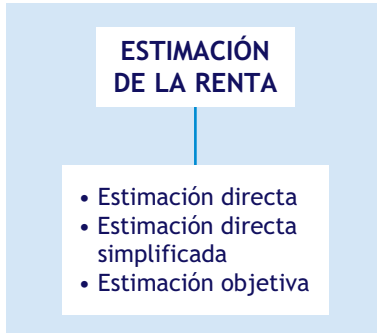 ESTIMACIÓN
DE LA RENTA
• Estimación directa
• Estimación directa
simplificada
• Estimación objetiva